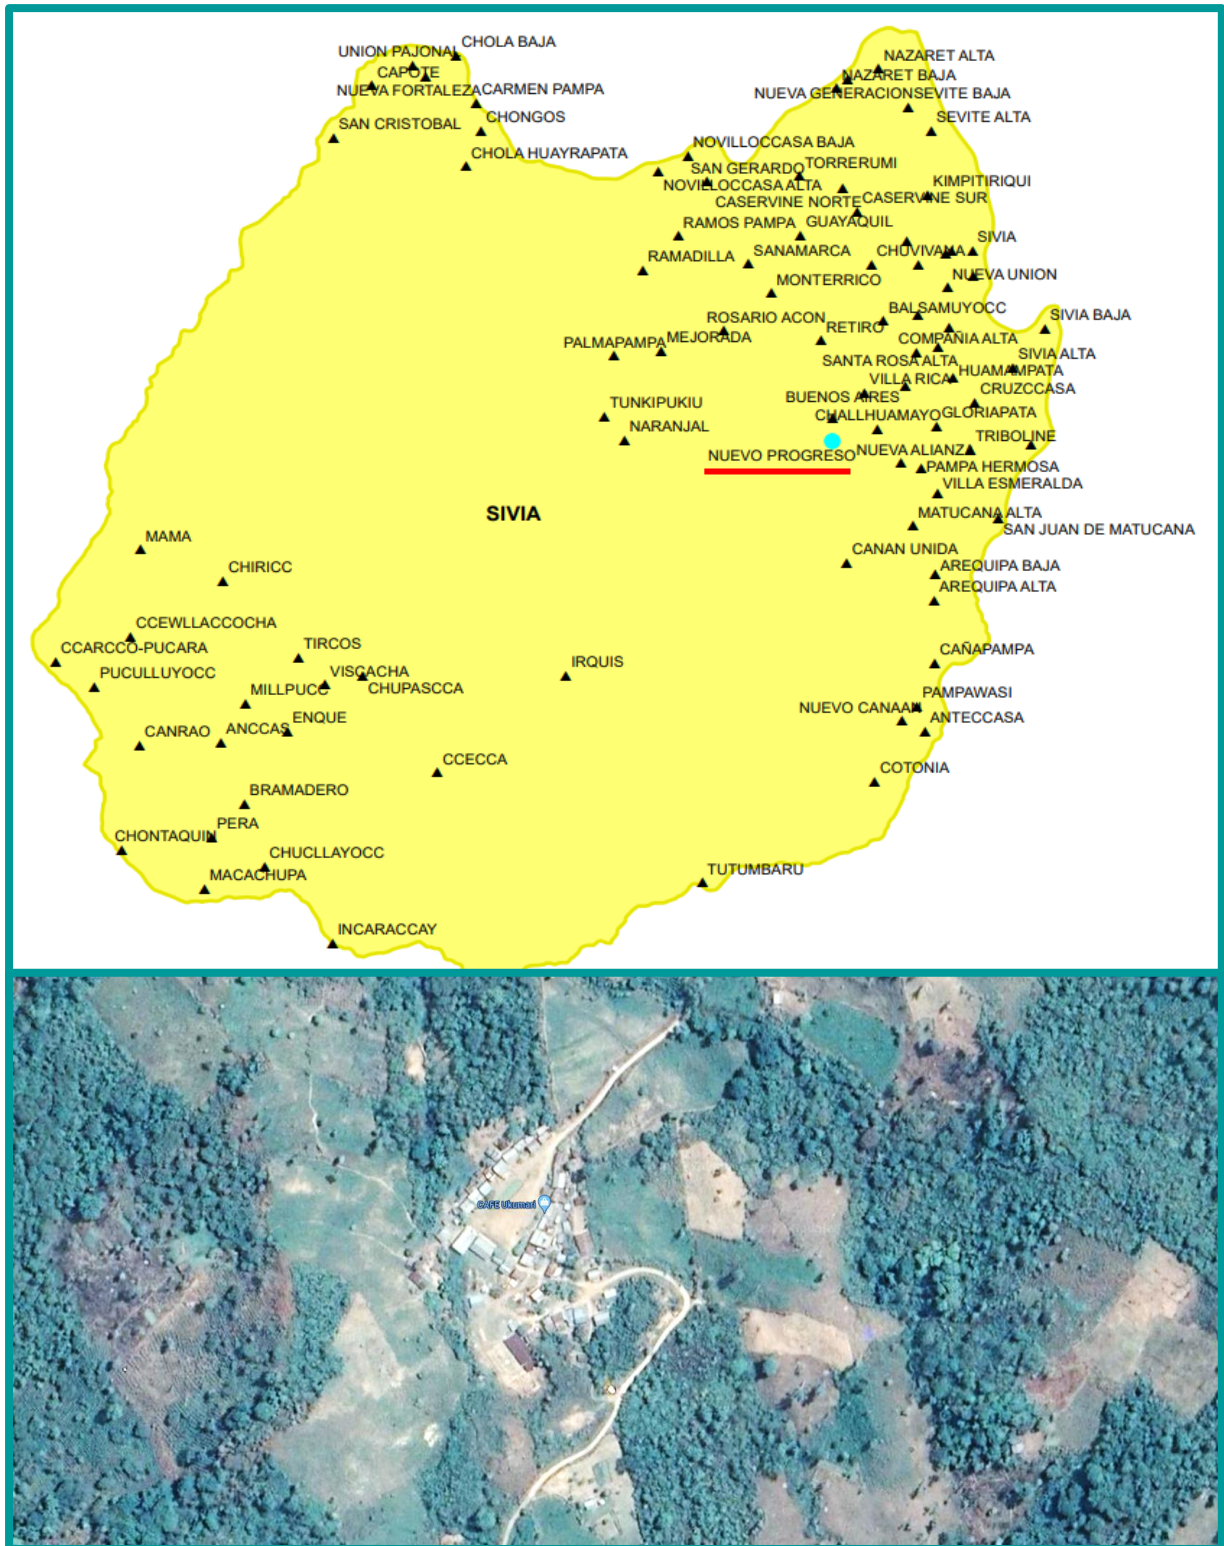 CHOLA BAJA
UNION PAJONAL
CAPOTE
NUEVA FORTALEZA
CARMEN PAMPA
CHONGOS
SAN CRISTOBAL
CHOLA HUAYRAPATA
NAZARET ALTA
NAZARET BAJA
NUEVA GENERACION
SEVITE BAJA
SEVITE ALTA
NOVILLOCCASA BAJA
SAN GERARDO
TORRERUMI
NOVILLOCCASA ALTA
KIMPITIRIQUI
CASERVINE NORTE
CASERVINE SUR
RAMOS PAMPA
GUAYAQUIL
SIVIA
RAMADILLA
SANAMARCA
CHUVIVANA
MONTERRICO
NUEVA UNION
ROSARIO ACON
RETIRO
BALSAMUYOCC
SIVIA BAJA
PALMAPAMPA
MEJORADA
COMPAÑIA ALTA
SANTA ROSA ALTA
SIVIA ALTA
VILLA RICA
HUAMAMPATA
BUENOS AIRES
CRUZCCASA
TUNKIPUKIU
CHALLHUAMAYO
GLORIAPATA
NARANJAL
TRIBOLINE
NUEVO PROGRESO
NUEVA ALIANZA
PAMPA HERMOSA
VILLA ESMERALDA
SIVIA
MATUCANA ALTA
SAN JUAN DE MATUCANA
MAMA
CANAN UNIDA
CHIRICC
AREQUIPA BAJA
AREQUIPA ALTA
CCEWLLACCOCHA
CCARCCO-PUCARA
TIRCOS
IRQUIS
CAÑAPAMPA
PUCULLUYOCC
VISCACHA
MILLPUCC
CHUPASCCA
PAMPAWASI
NUEVO CANAAN
ENQUE
CANRAO
ANCCAS
ANTECCASA
CCECCA
COTONIA
BRAMADERO
PERA
CHONTAQUIN
CHUCLLAYOCC
MACACHUPA
TUTUMBARU
INCARACCAY
CAFE Ukumari